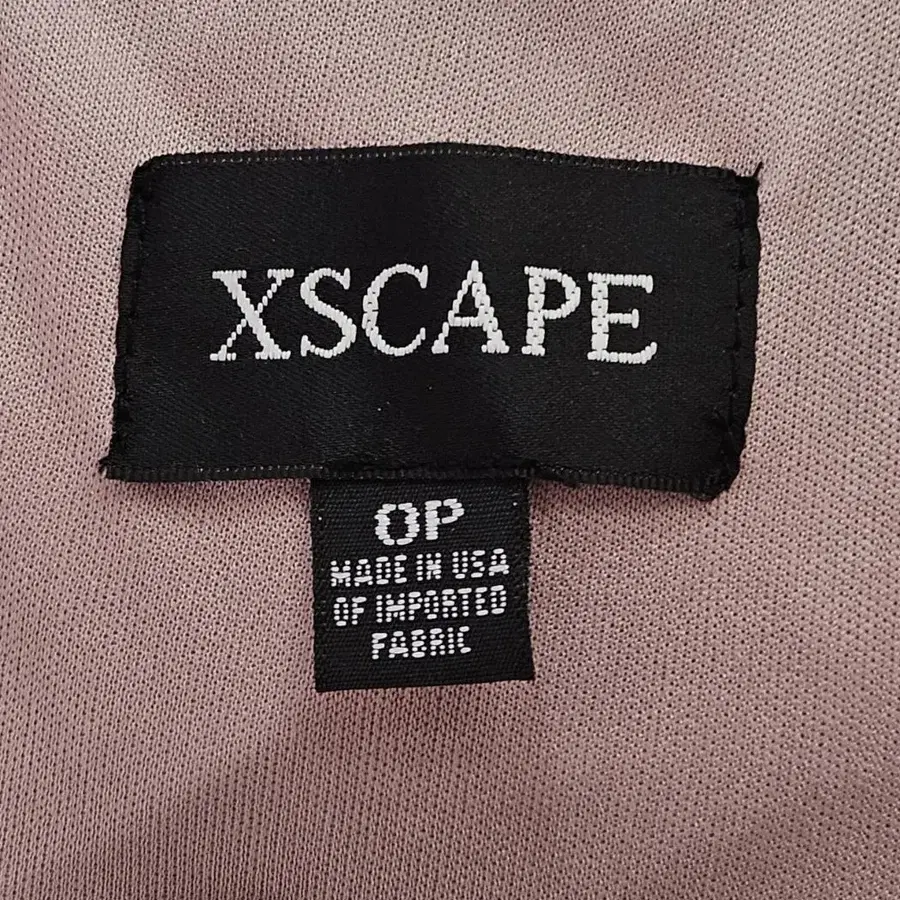 XSCAPE
0P
MADE IN USA
OF IMPORTED
FABRIC